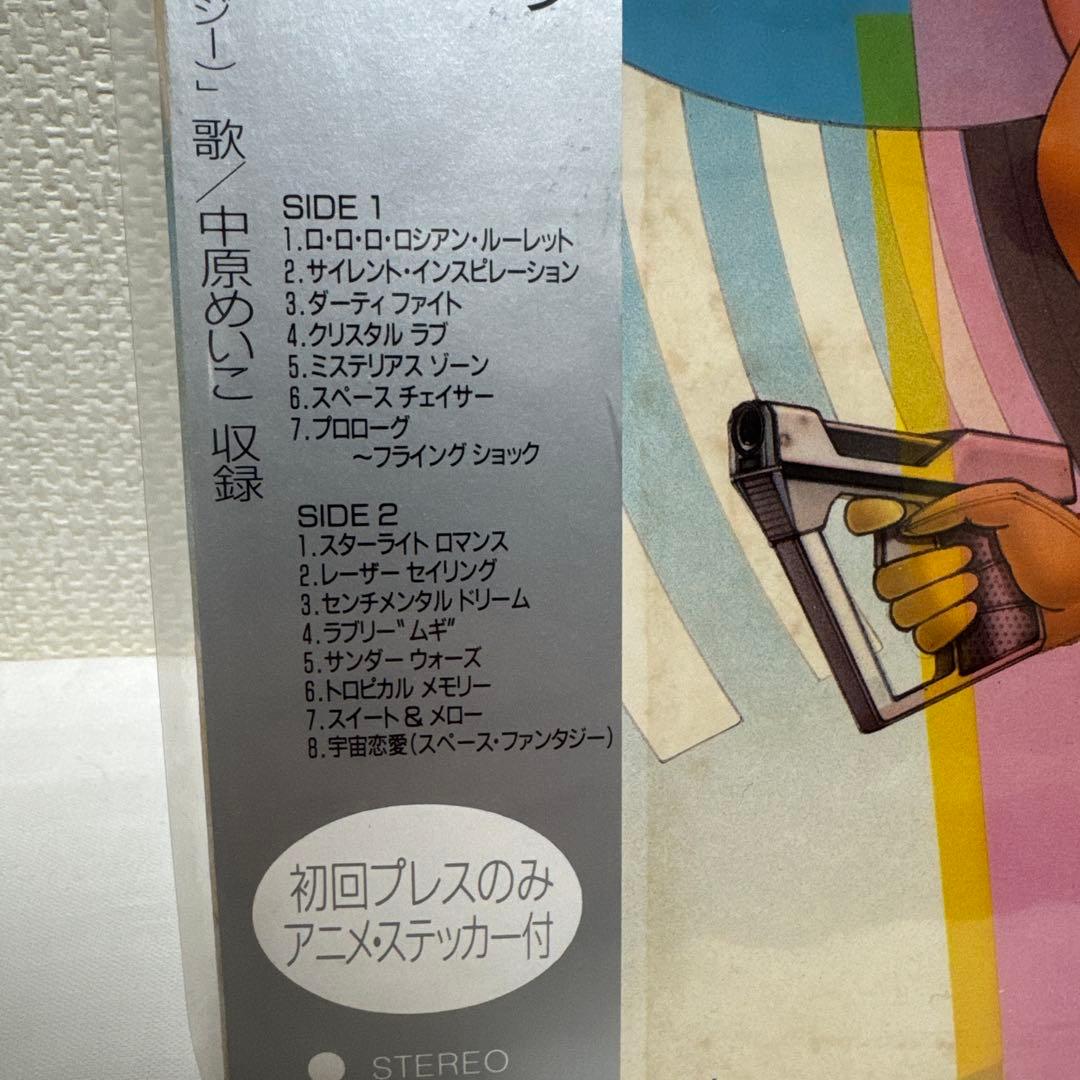 ジー)」歌/中原めいこ 収録
SIDE 1
1.ロ・ロ・ロ・ロシアン・ルーレット
2.サイレント・インスピレーション
3.ダーティ ファイト
4.クリスタル ラブ
5.ミステリアス ゾーン
6.スペース チェイサー
7.プロローグ
~フライング ショック
SIDE 2
1.スターライト ロマンス
2.レーザー セイリング
3.センチメンタル ドリーム
4.ラブリー"ムギ"
5.サンダー ウォーズ
6.トロピカル メモリー
7.スイート & メロー
8.宇宙恋愛(スペース・ファンタジー)
初回プレスのみ
アニメ・ステッカー付
STEREO